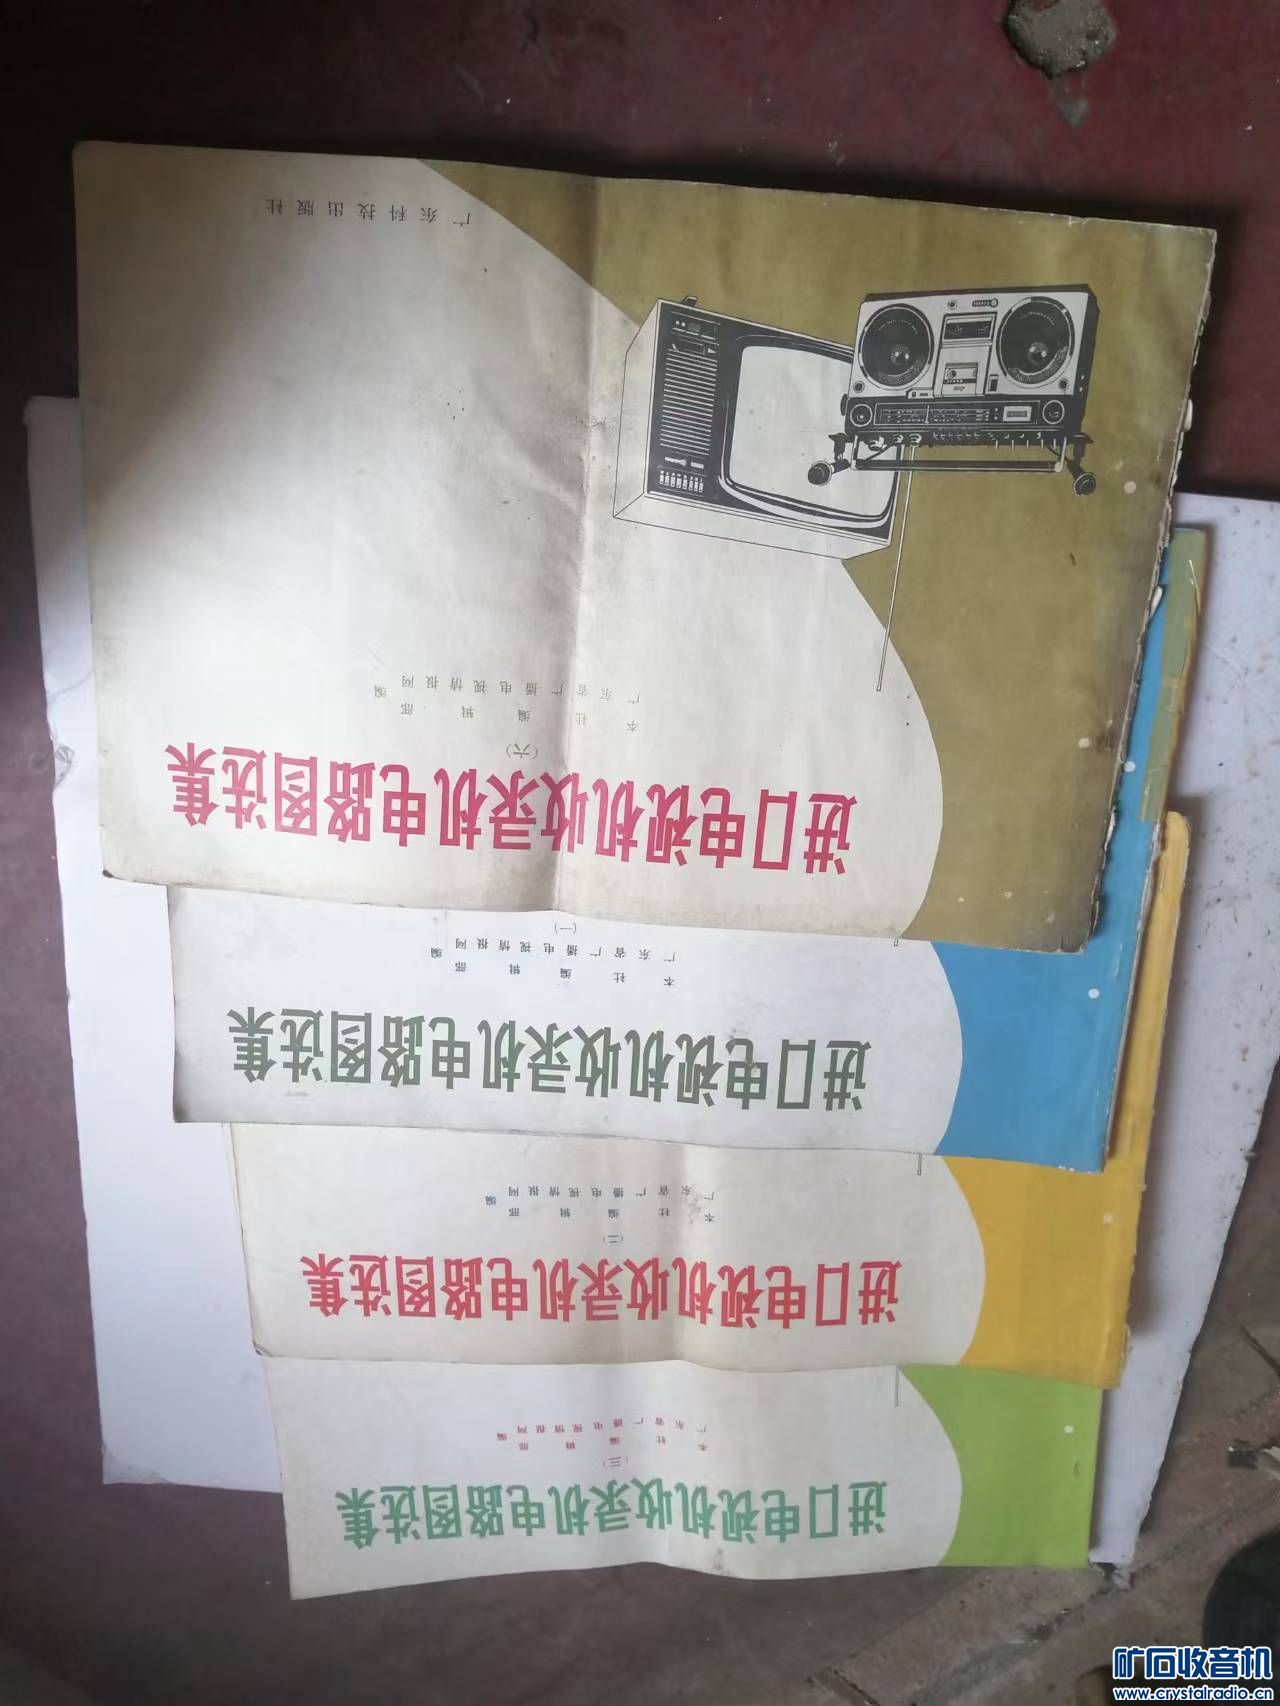 进口电视机收录机电路图选集
（三）
本社编辑部
广东省广播电视情报网 编
进口电视机收录机电路图选集
（二）
本社编辑部
广东省广播电视情报网 编
进口电视机收录机电路图选集
（一）
本社编辑部
广东省广播电视情报网 编
进口电视机收录机电路图选集
（六）
本社编辑部
广东省广播电视情报网 编
广东科技出版社
矿石收音机
www.crystalradio.cn